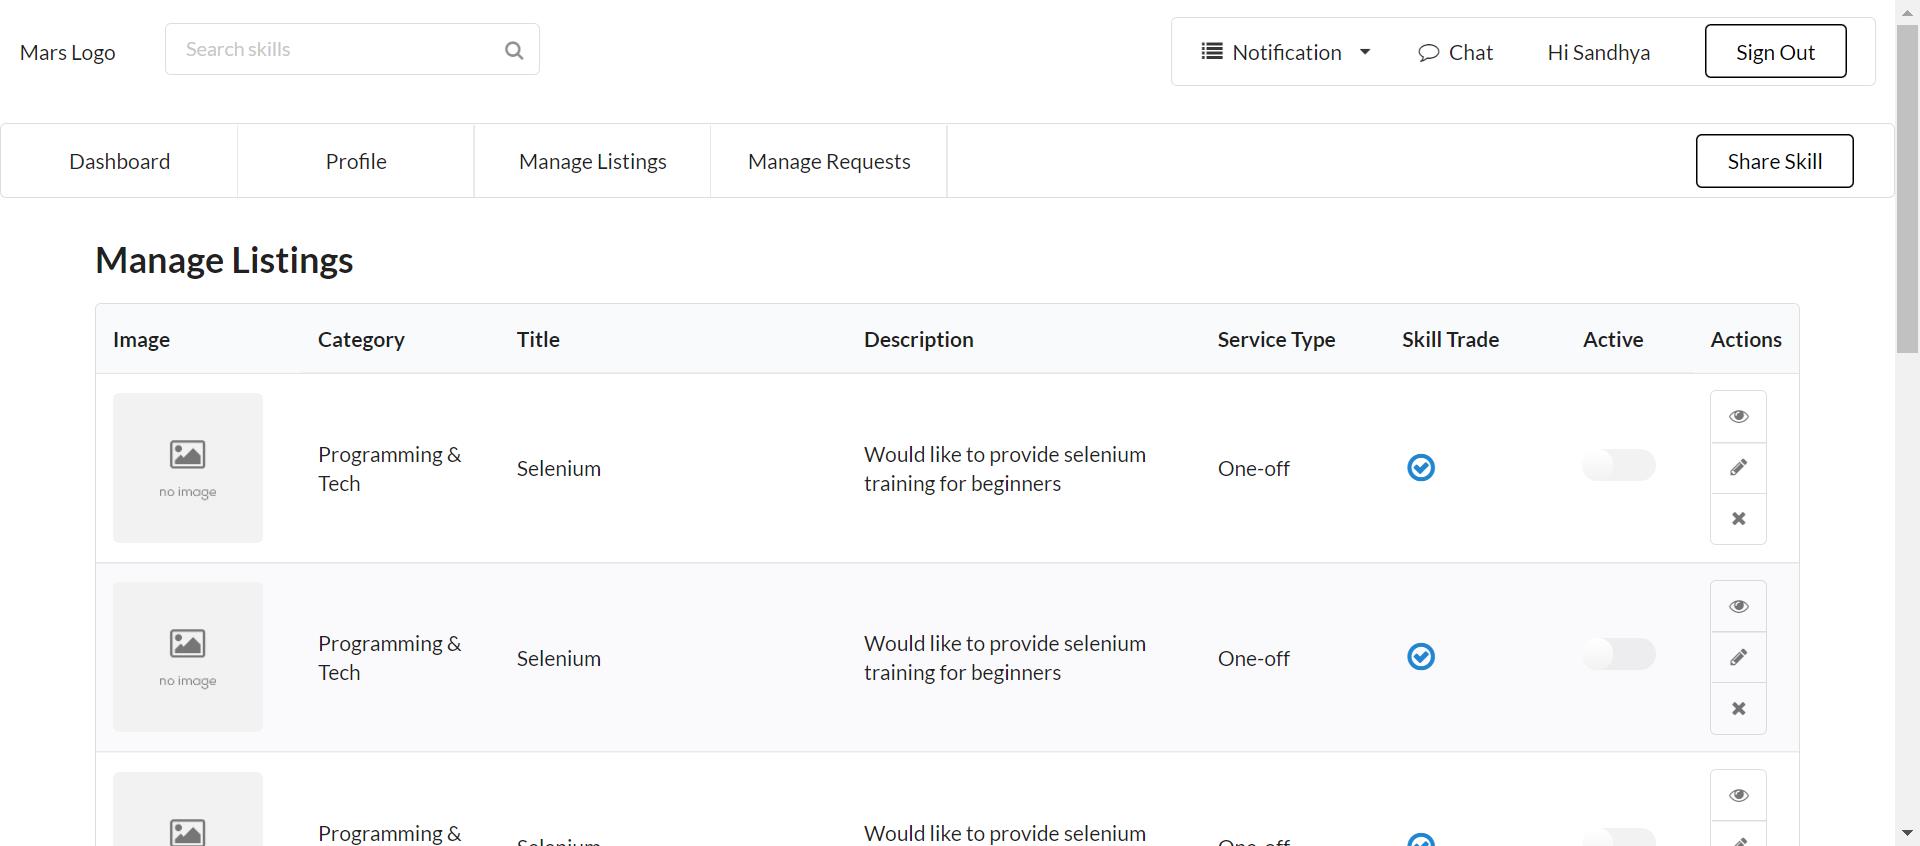 Mars Logo
Search skills
Notification
Chat
Hi Sandhya
Sign Out
Dashboard
Profile
Manage Listings
Manage Requests
Share Skill
Manage Listings
Image
Category
Title
Description
Service Type
Skill Trade
Active
Actions
no image
Programming &
Tech
Selenium
Would like to provide selenium
training for beginners
One-off
no image
Programming &
Tech
Selenium
Would like to provide selenium
training for beginners
One-off
Programming &
Selenium
Would like to provide selenium
One-off